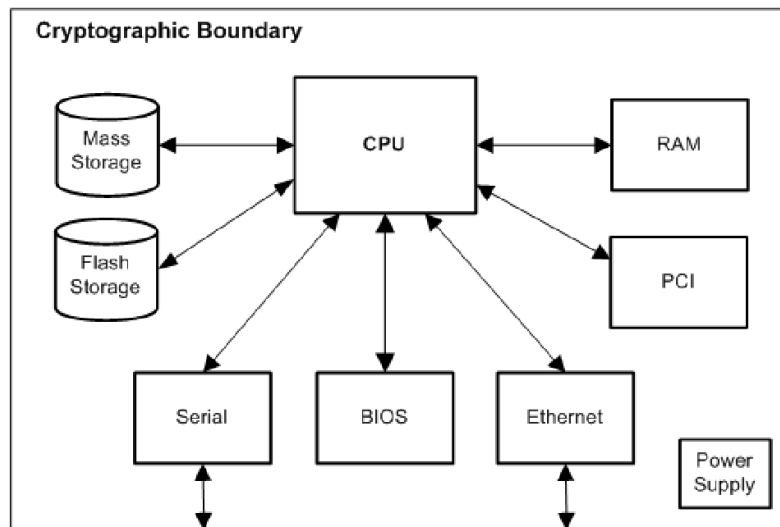 Cryptographic Boundary
Mass
Storage
CPU
RAM
Flash
Storage
PCI
Serial
BIOS
Ethernet
Power
Supply